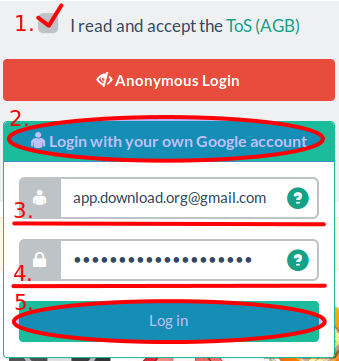 1. I read and accept the ToS (AGB)
Anonymous Login
2.
Login with your own Google account
app.download.org@gmail.com ?
3.
•••••••••••••••••••• ?
4.
5.
Log in